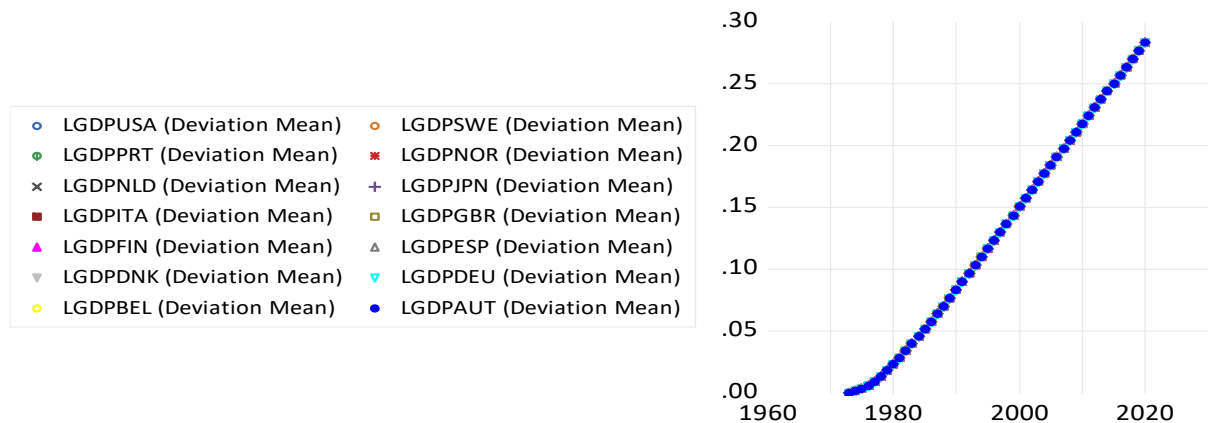 LGDPUSA (Deviation Mean) LGDPSWE (Deviation Mean)
LGDPPRT (Deviation Mean) LGDPNOR (Deviation Mean)
LGDPNLD (Deviation Mean) LGDPJPN (Deviation Mean)
LGDPITA (Deviation Mean) LGDPGBR (Deviation Mean)
LGDPFIN (Deviation Mean) LGDPESP (Deviation Mean)
LGDPDNK (Deviation Mean) LGDPDEU (Deviation Mean)
LGDPBEL (Deviation Mean) LGDPAUT (Deviation Mean)
.30
.25
.20
.15
.10
.05
.00
1960 1980 2000 2020